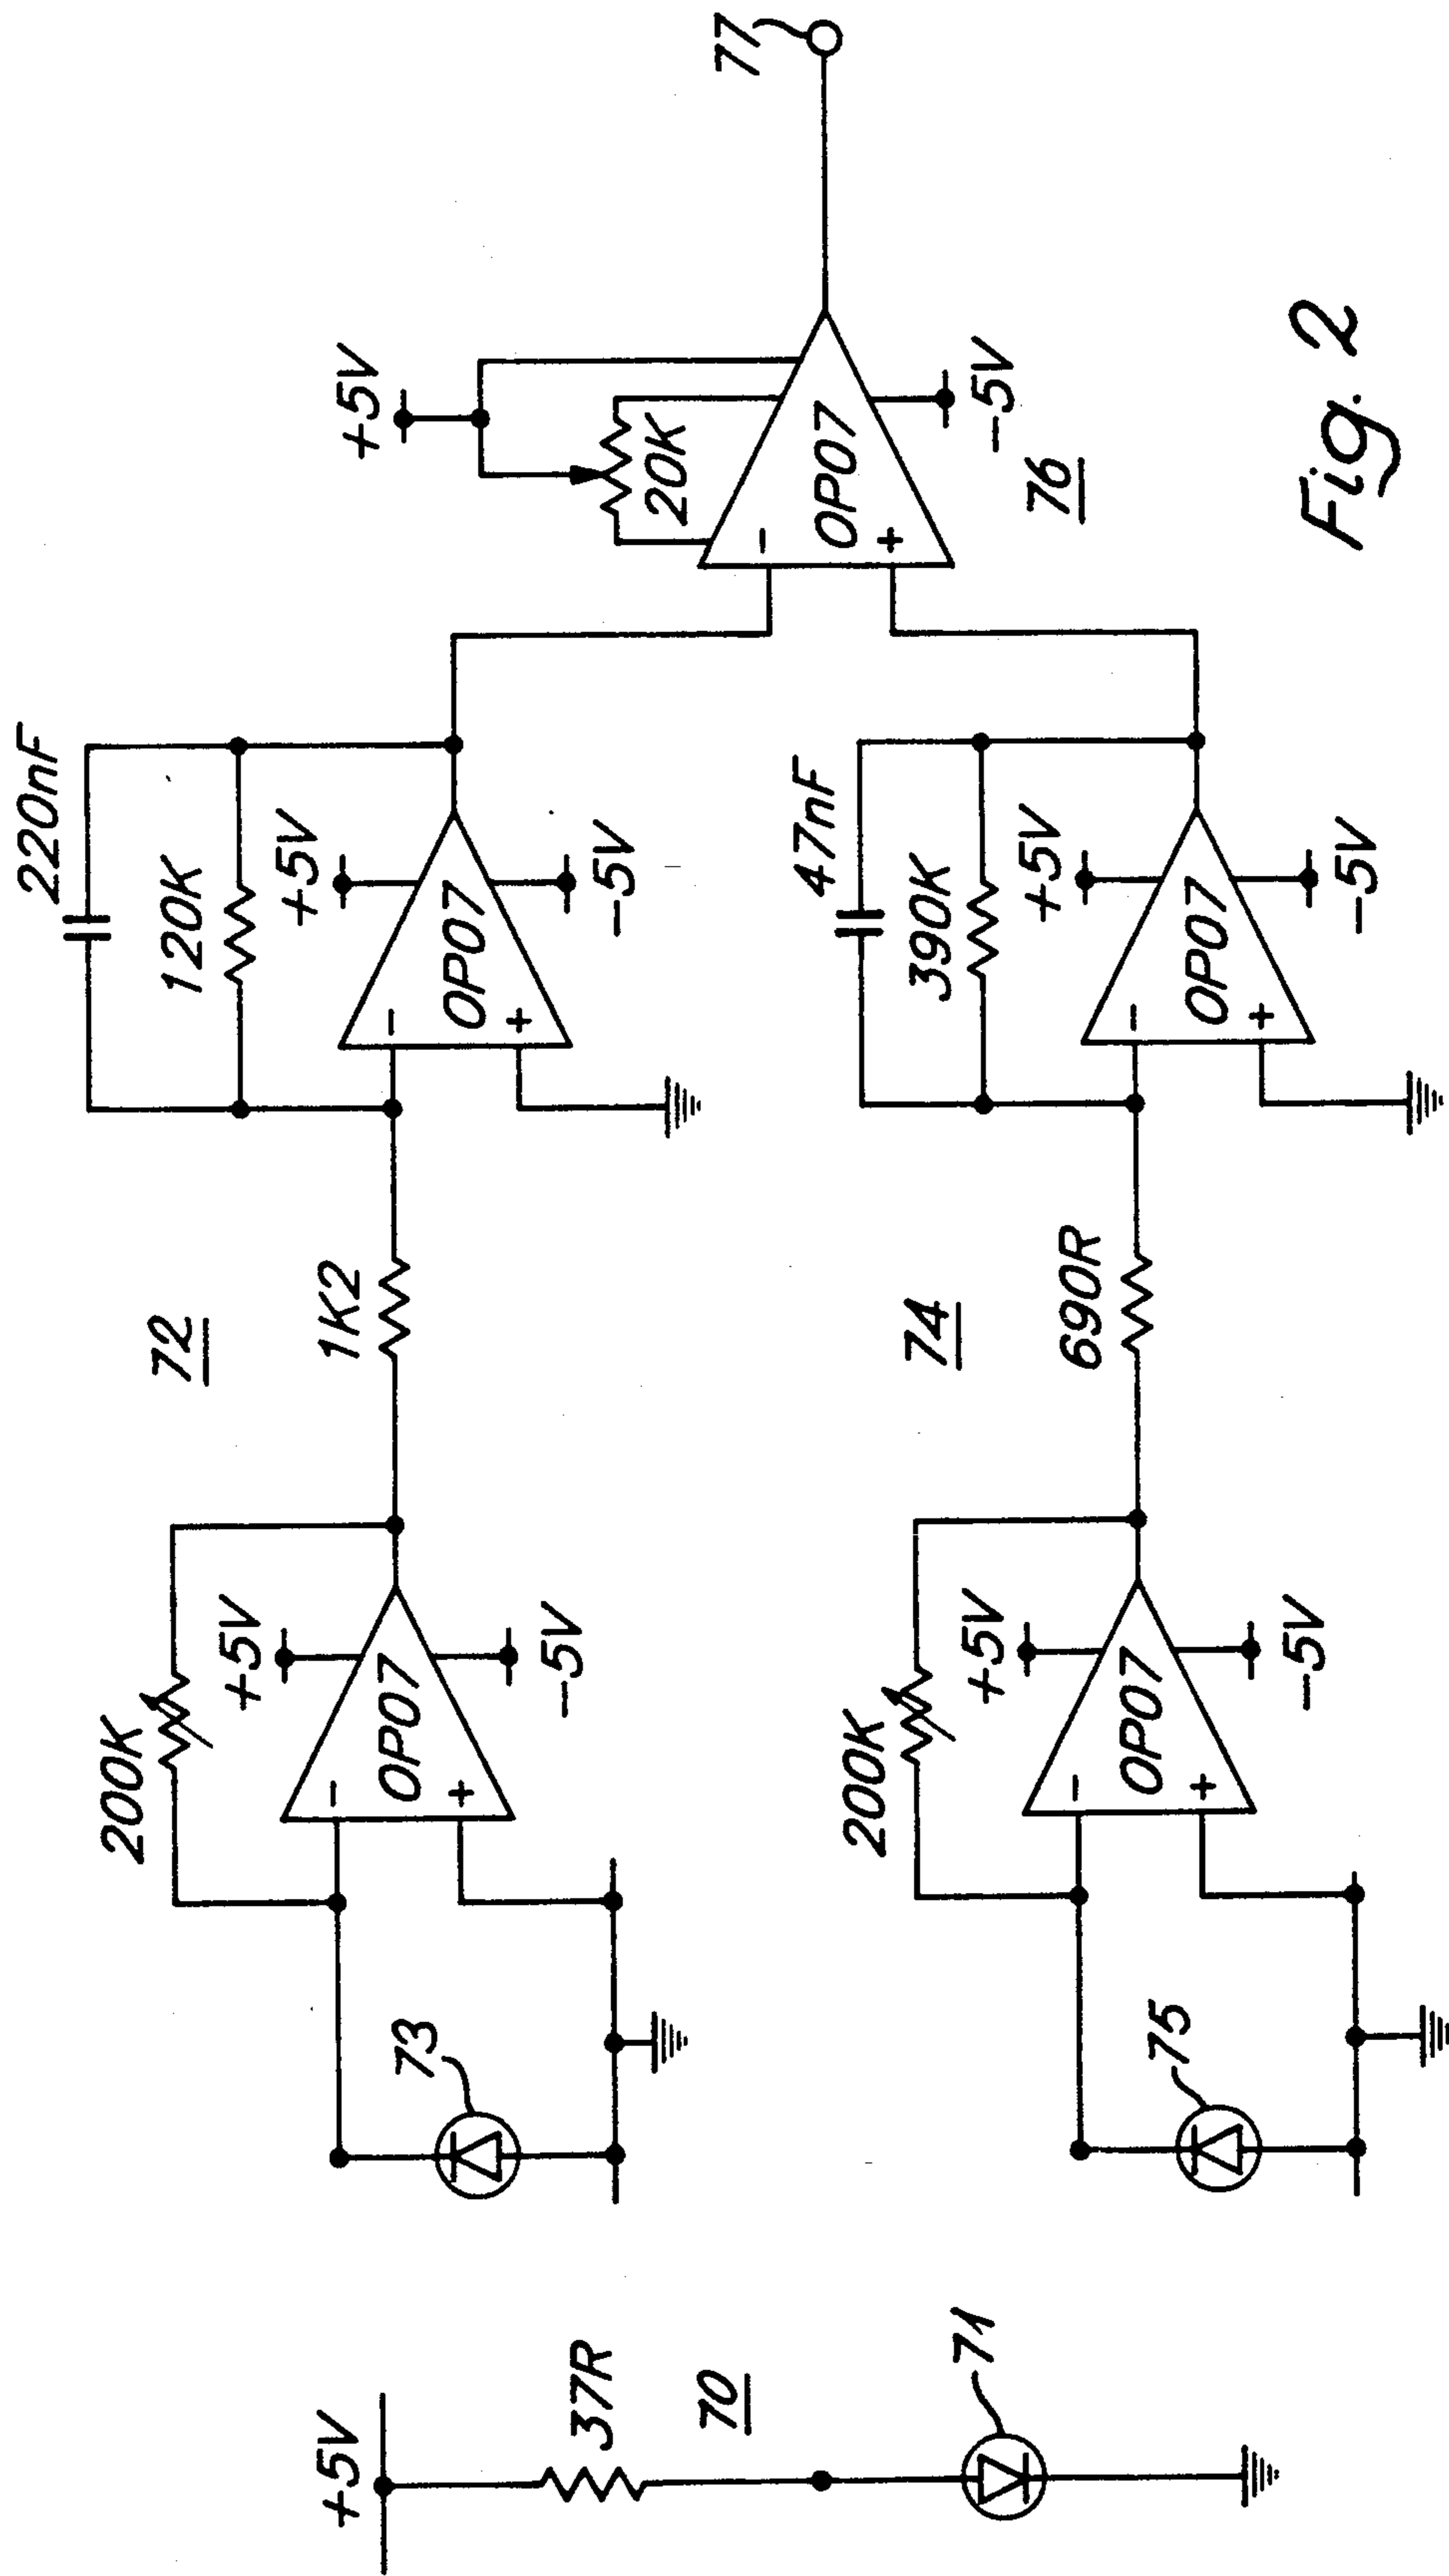 +5V
37R
70
71
73
200K
+5V
-5V
-
OP07
+
72
1K2
220nF
120K
+5V
-5V
-
OP07
+
75
200K
+5V
-5V
-
OP07
+
74
690R
47nF
390K
+5V
-5V
-
OP07
+
+5V
20K
-
OP07
+
-5V
76
77
Fig. 2